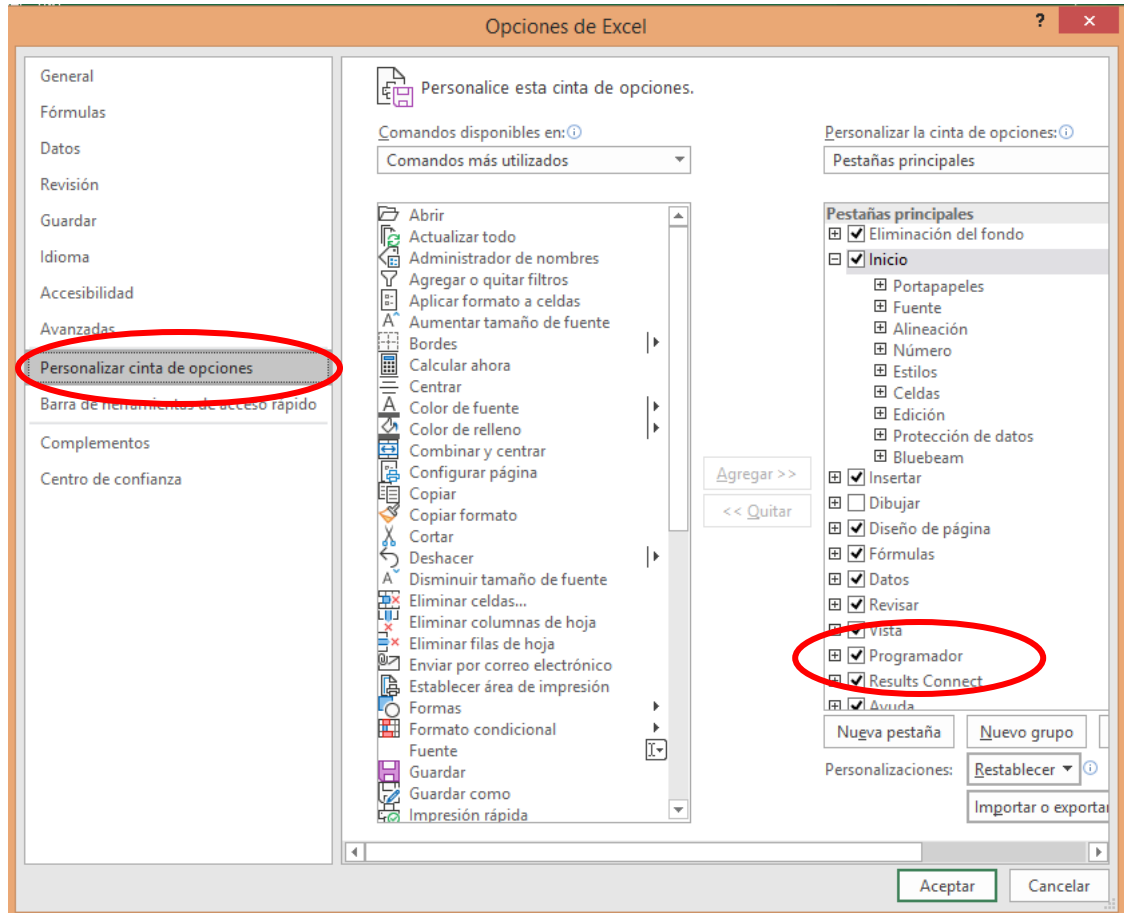 Opciones de Excel
?
General
Fórmulas
Datos
Revisión
Guardar
Idioma
Accesibilidad
Avanzadas
Personalizar cinta de opciones
Barra de herramientas de acceso rápido
Complementos
Centro de confianza
Personalice esta cinta de opciones.
Comandos disponibles en:
Comandos más utilizados
Abrir
Actualizar todo
Administrador de nombres
Agregar o quitar filtros
Aplicar formato a celdas
Aumentar tamaño de fuente
Bordes
Calcular ahora
Centrar
Color de fuente
Color de relleno
Combinar y centrar
Configurar página
Copiar
Copiar formato
Cortar
Deshacer
Disminuir tamaño de fuente
Eliminar celdas...
Eliminar columnas de hoja
Eliminar filas de hoja
Enviar por correo electrónico
Establecer área de impresión
Formas
Formato condicional
Fuente
Guardar
Guardar como
Impresión rápida
Agregar >>
<< Quitar
Personalizar la cinta de opciones:
Pestañas principales
Pestañas principales
Eliminación del fondo
Inicio
Portapapeles
Fuente
Alineación
Número
Estilos
Celdas
Edición
Protección de datos
Bluebeam
Insertar
Dibujar
Diseño de página
Fórmulas
Datos
Revisar
Vista
Programador
Results Connect
Ayuda
Nueva pestaña
Nuevo grupo
Personalizaciones:
Restablecer
Importar o exportar
Aceptar
Cancelar